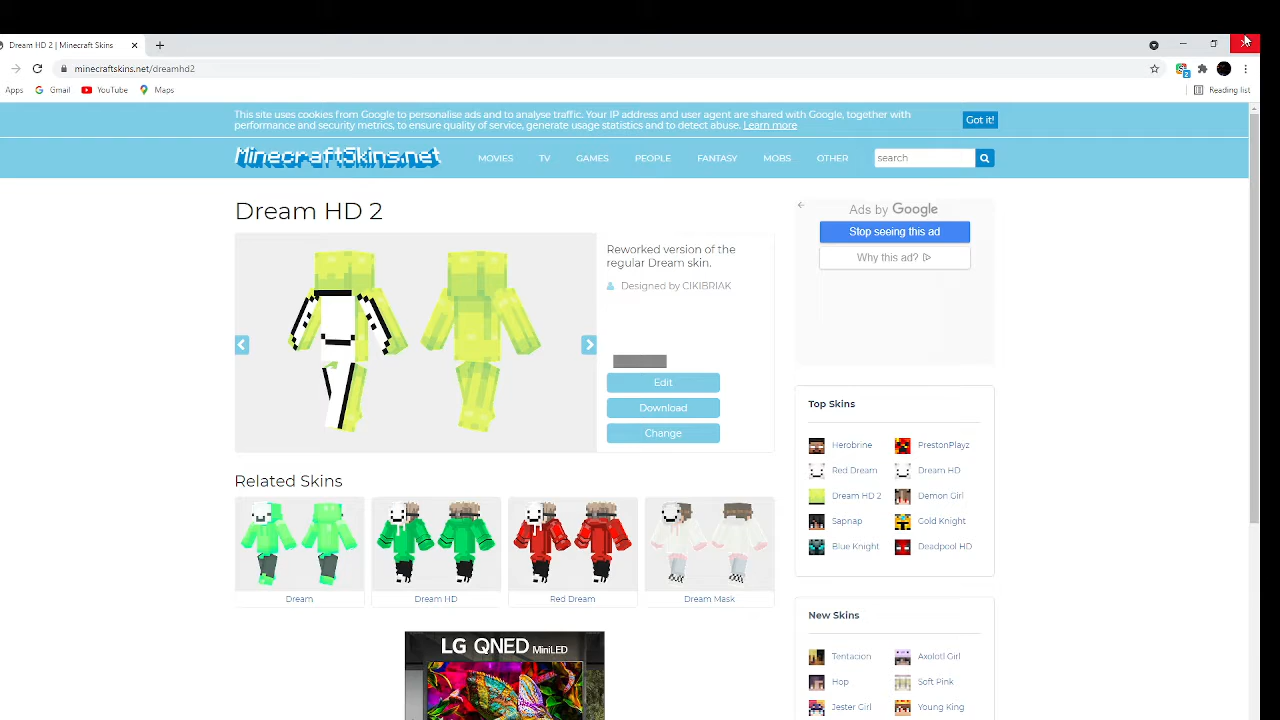 Dream HD 2 | Minecraft Skins
minecraftskins.net/dreamhd2
Apps Gmail YouTube Maps Reading list
This site uses cookies from Google to personalise ads and to analyse traffic. Your IP address and user agent are shared with Google, together with
performance and security metrics, to ensure quality of service, generate usage statistics and to detect abuse. Learn more
Got it!
MinecraftSkins.net
MOVIES TV GAMES PEOPLE FANTASY MOBS OTHER search
Dream HD 2
Reworked version of the
regular Dream skin.
Designed by CIKIBRIAK
Edit
Download
Change
Related Skins
Dream Dream HD Red Dream Dream Mask
LG QNED MiniLED
Ads by Google
Stop seeing this ad
Why this ad?
Top Skins
Herobrine PrestonPlayz
Red Dream Dream HD
Dream HD 2 Demon Girl
Sapnap Gold Knight
Blue Knight Deadpool HD
New Skins
Tentacion Axolotl Girl
Hop Soft Pink
Jester Girl Young King